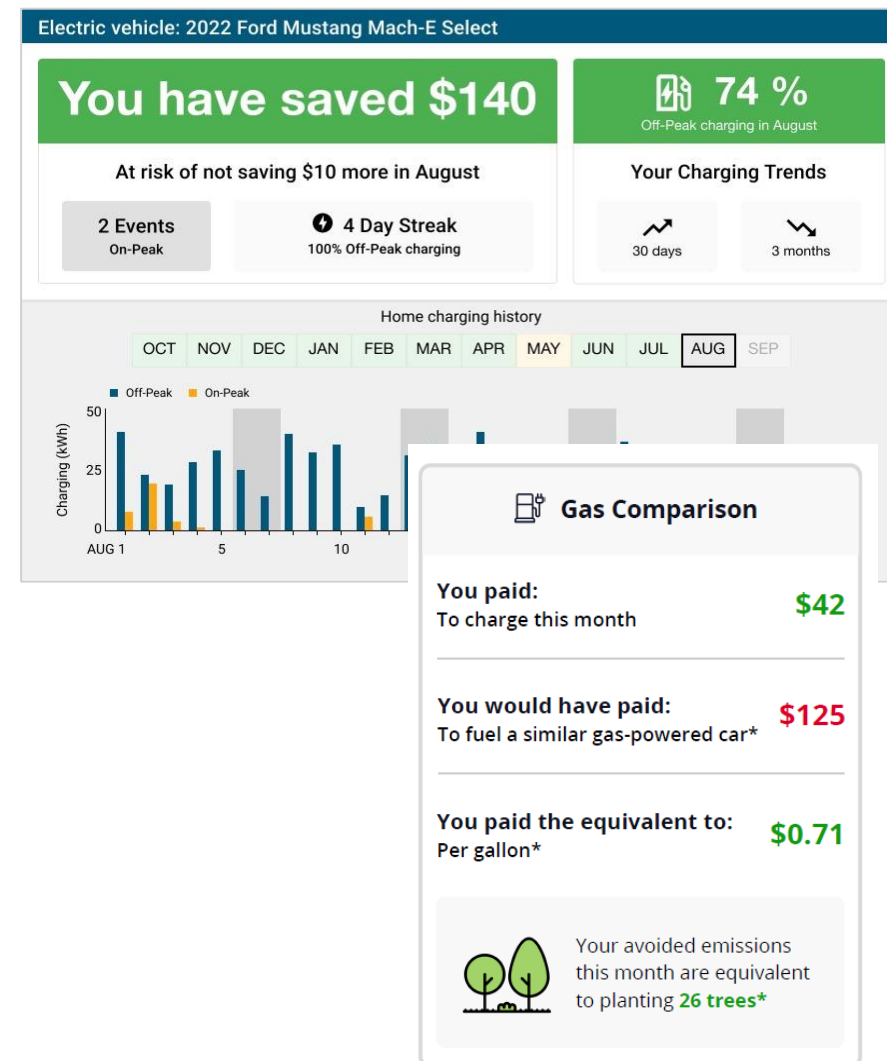 Electric vehicle: 2022 Ford Mustang Mach-E Select
You have saved $140
At risk of not saving $10 more in August
2 Events
On-Peak
4 Day Streak
100% Off-Peak charging
74 %
Off-Peak charging in August
Your Charging Trends
30 days
3 months
Home charging history
OCT NOV DEC JAN FEB MAR APR MAY JUN JUL AUG SEP
Off-Peak On-Peak
Charging (kWh)
50
25
0
AUG 1 5 10
Gas Comparison
You paid:
To charge this month
$42
You would have paid:
To fuel a similar gas-powered car*
$125
You paid the equivalent to:
Per gallon*
$0.71
Your avoided emissions
this month are equivalent
to planting 26 trees*